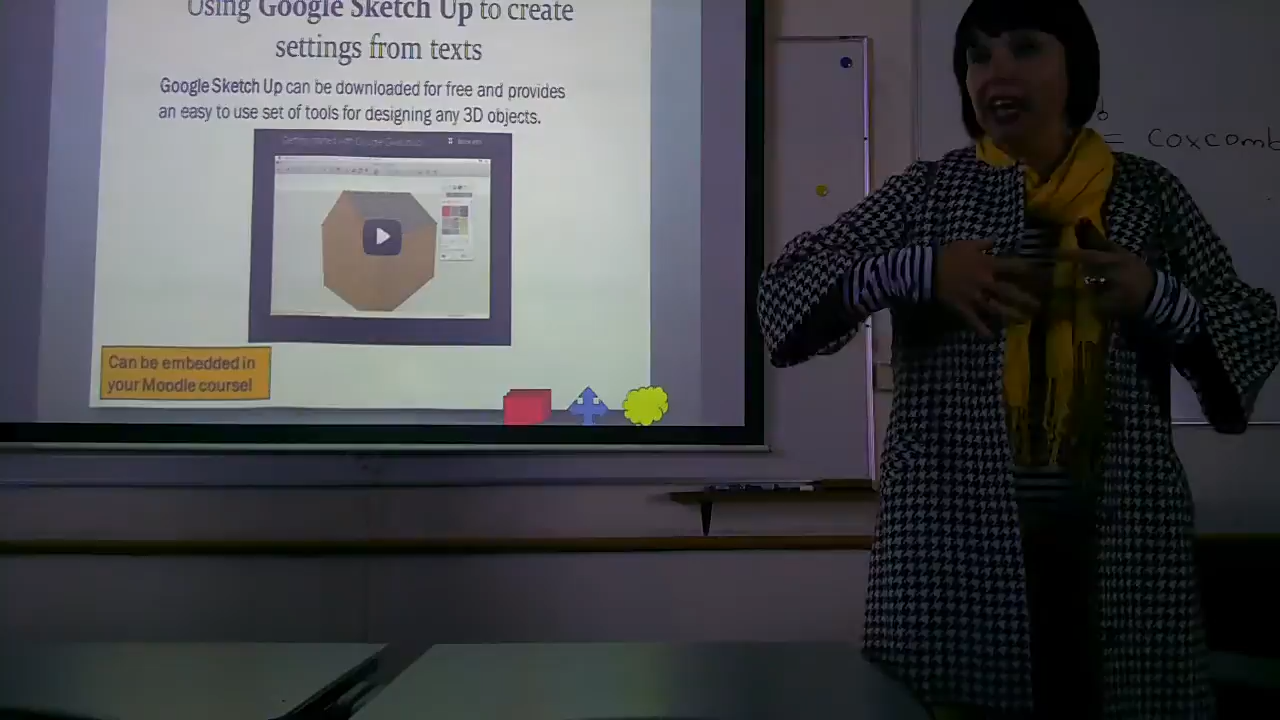 Using Google Sketch Up to create
settings from texts
Google Sketch Up can be downloaded for free and provides
an easy to use set of tools for designing any 3D objects.
Can be embedded in
your Moodle course!
= Coxcomb